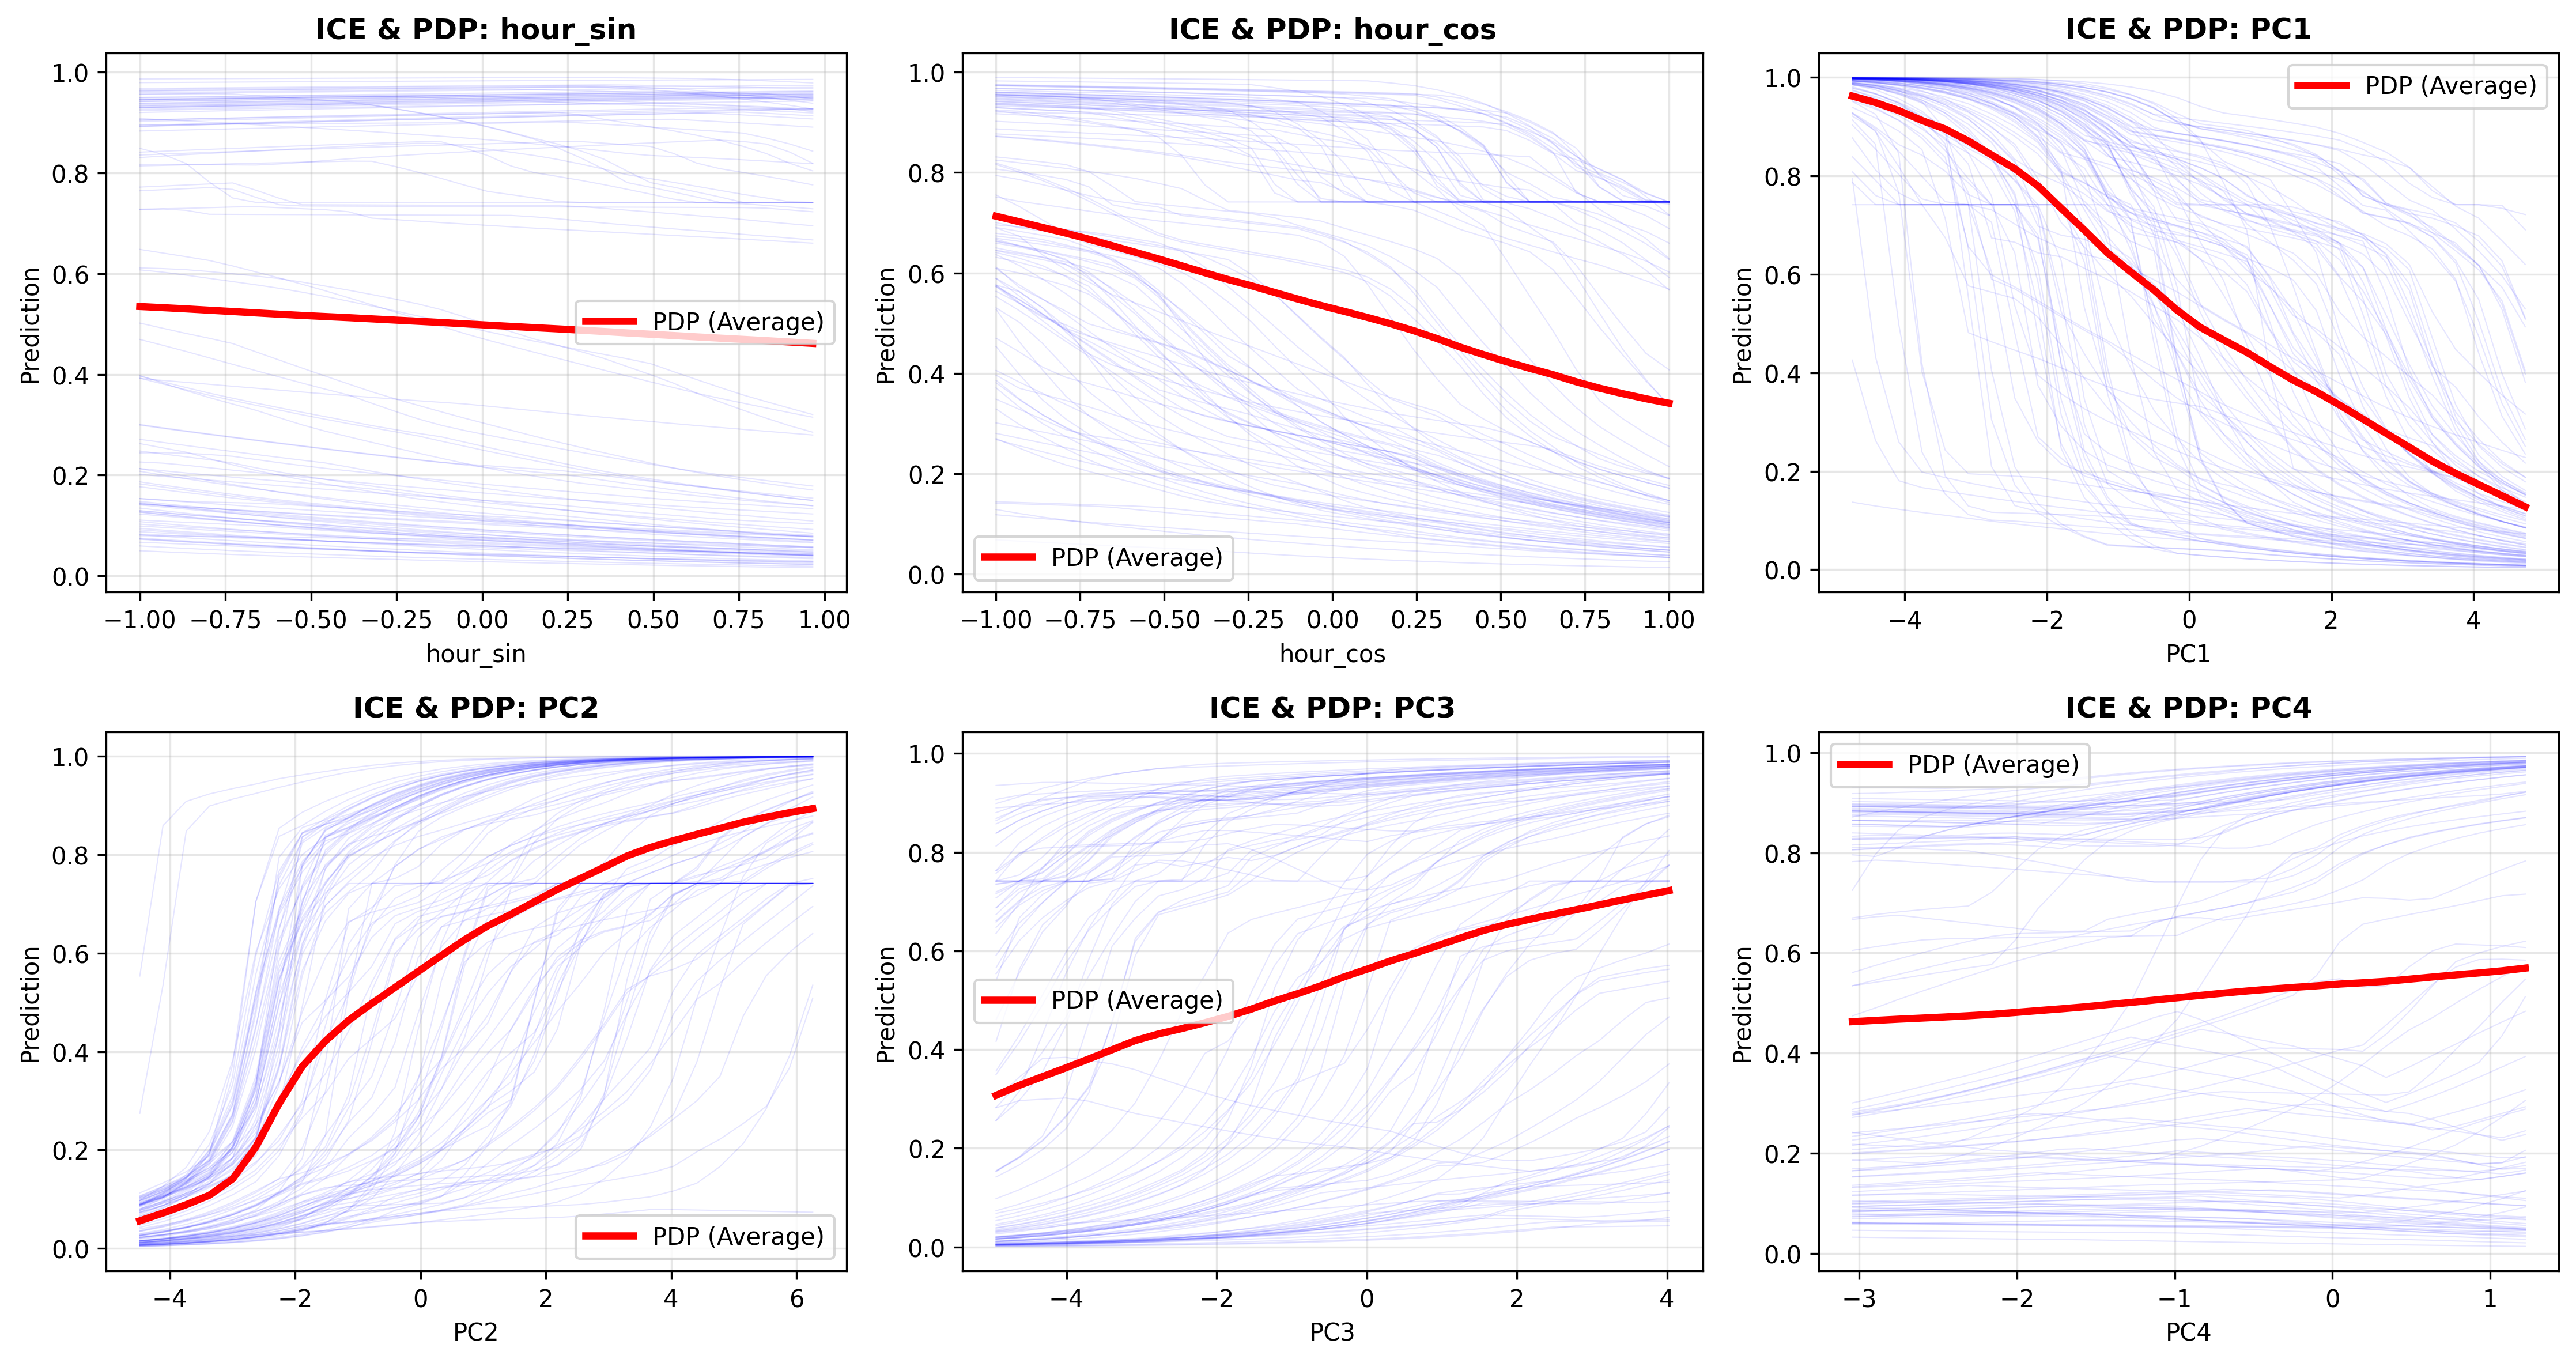 ICE & PDP: hour_sin
1.0
0.8
0.6
0.4
0.2
0.0
Prediction
PDP (Average)
−1.00 −0.75 −0.50 −0.25 0.00 0.25 0.50 0.75 1.00
hour_sin
ICE & PDP: hour_cos
1.0
0.8
0.6
0.4
0.2
0.0
Prediction
PDP (Average)
−1.00 −0.75 −0.50 −0.25 0.00 0.25 0.50 0.75 1.00
hour_cos
ICE & PDP: PC1
1.0
0.8
0.6
0.4
0.2
0.0
Prediction
PDP (Average)
−4 −2 0 2 4
PC1
ICE & PDP: PC2
1.0
0.8
0.6
0.4
0.2
0.0
Prediction
PDP (Average)
−4 −2 0 2 4 6
PC2
ICE & PDP: PC3
1.0
0.8
0.6
0.4
0.2
0.0
Prediction
PDP (Average)
−4 −2 0 2 4
PC3
ICE & PDP: PC4
1.0
0.8
0.6
0.4
0.2
0.0
Prediction
PDP (Average)
−3 −2 −1 0 1
PC4